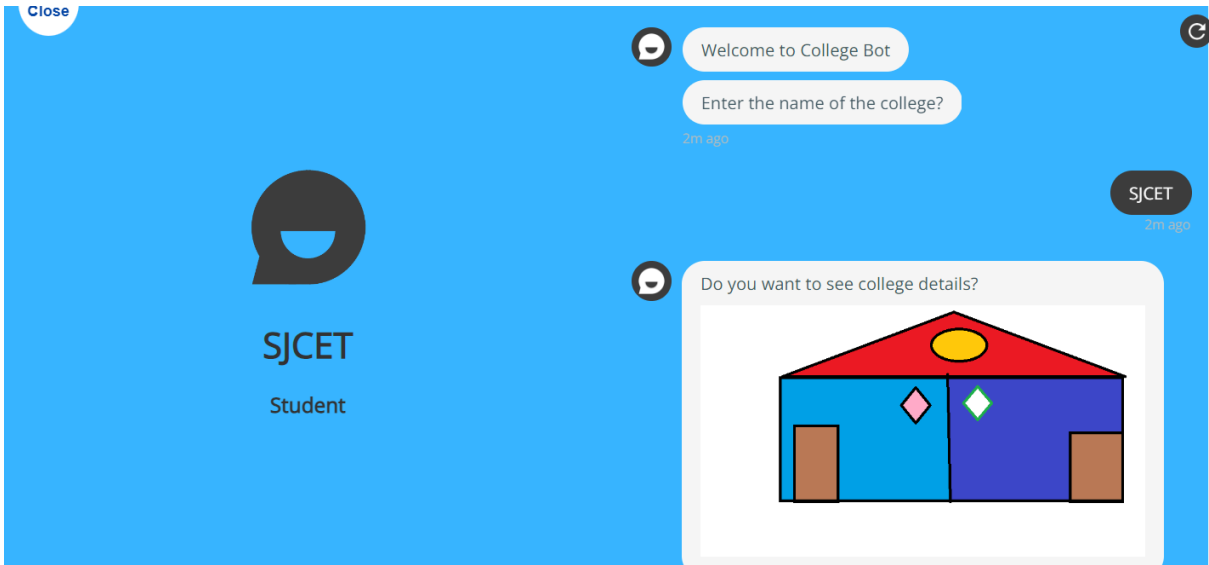 Close
SJCET
Student
Welcome to College Bot
Enter the name of the college?
2m ago
SJCET
2m ago
Do you want to see college details?